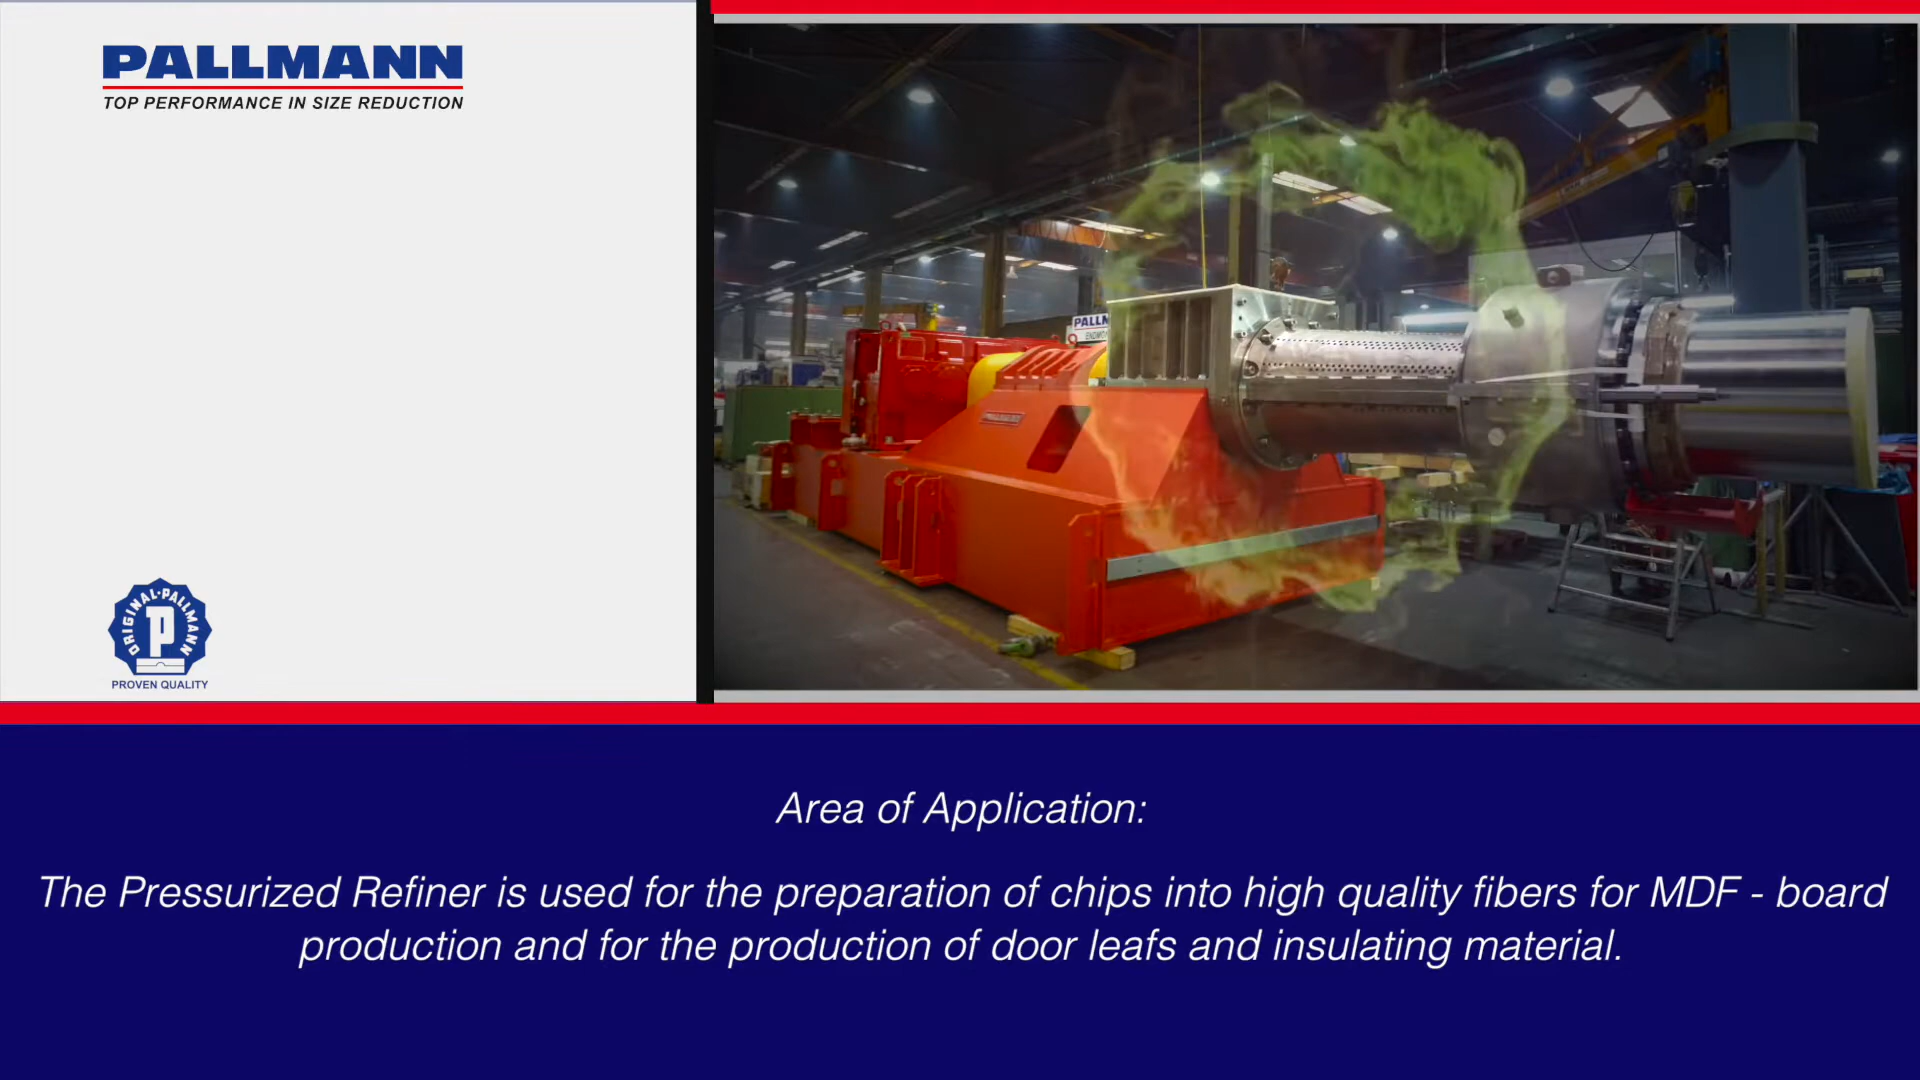 PALLMANN
TOP PERFORMANCE IN SIZE REDUCTION
PALLMANN
ORIGINAL·PALLMANN
P
PROVEN QUALITY
Area of Application:
The Pressurized Refiner is used for the preparation of chips into high quality fibers for MDF - board
production and for the production of door leafs and insulating material.